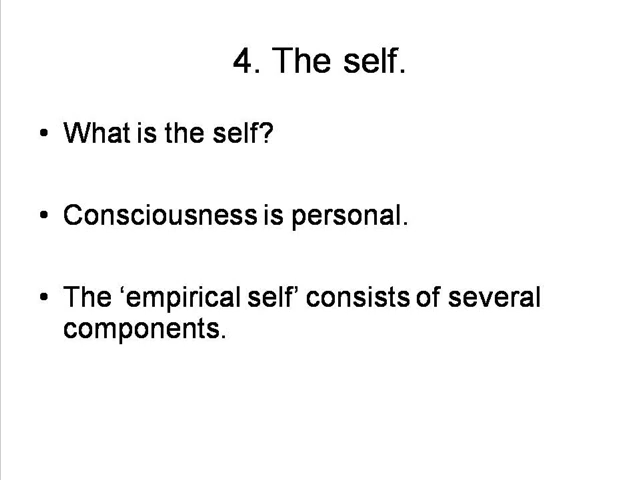 4. The self.
• What is the self?
• Consciousness is personal.
• The ‘empirical self’ consists of several
components.